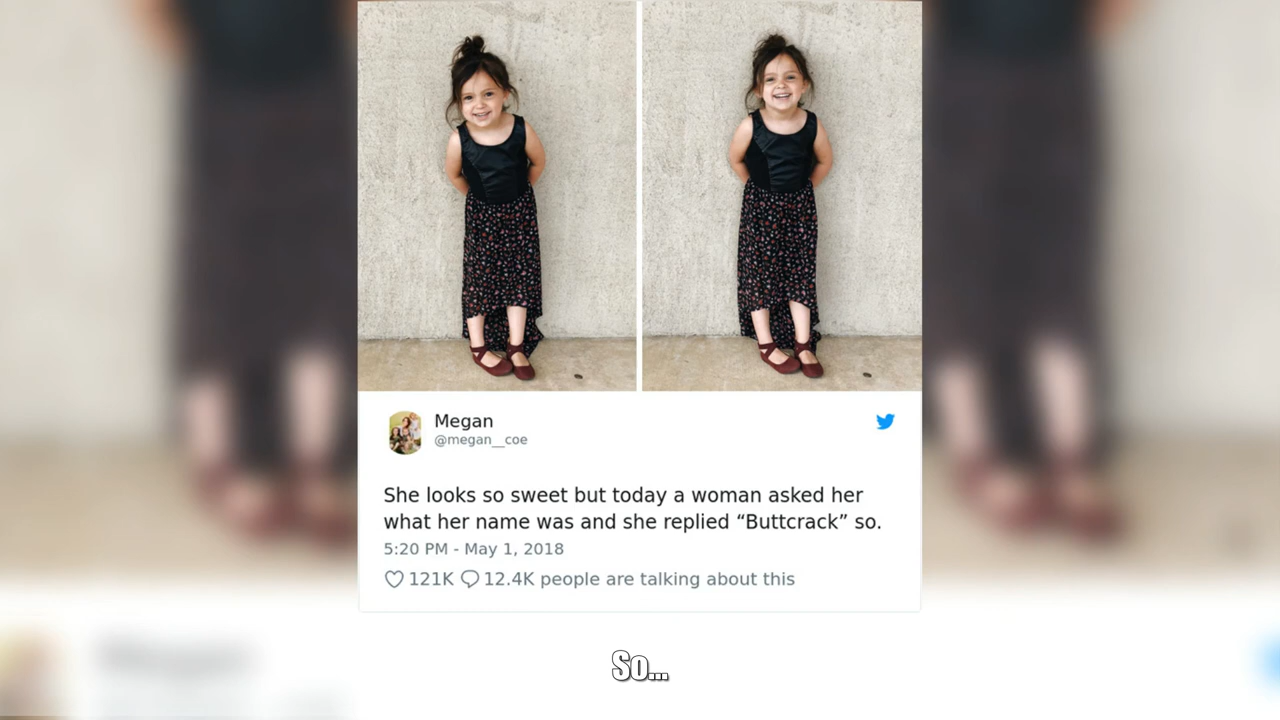 Megan
@megan__coe
She looks so sweet but today a woman asked her
what her name was and she replied “Buttcrack” so.
5:20 PM - May 1, 2018
121K 12.4K people are talking about this
So...